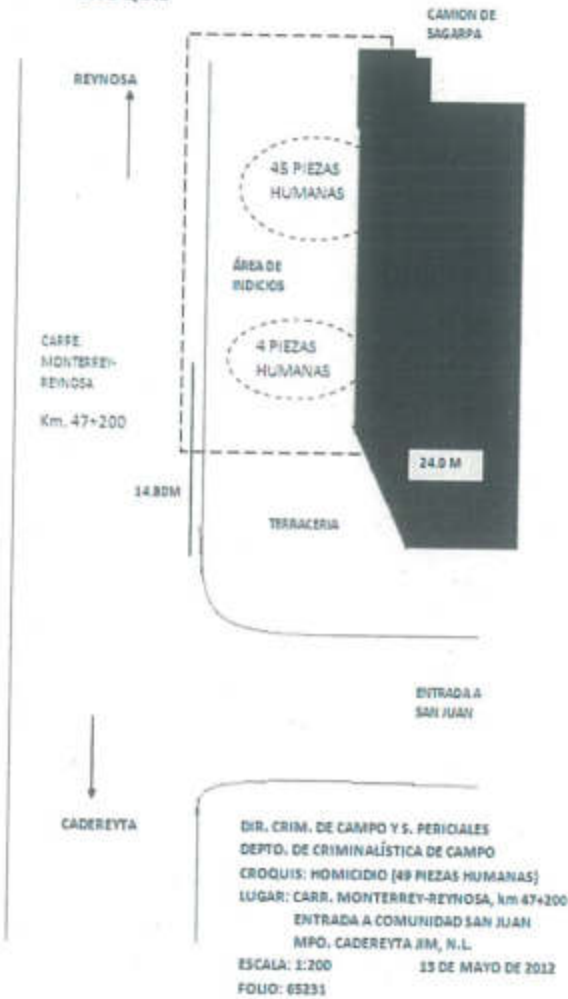 CAMION DE
SAGARPA
REYNOSA
45 PIEZAS
HUMANAS
ÁREA DE
INDICIOS
4 PIEZAS
HUMANAS
CARRE.
MONTERREY-
REYNOSA
Km. 47+200
24.0 M
14.80M
TERRACERIA
ENTRADA A
SAN JUAN
CADEREYTA
DIR. CRIM. DE CAMPO Y S. PERICIALES
DEPTO. DE CRIMINALÍSTICA DE CAMPO
CROQUIS: HOMICIDIO (49 PIEZAS HUMANAS)
LUGAR: CARR. MONTERREY-REYNOSA, km 47+200
ENTRADA A COMUNIDAD SAN JUAN
MPO. CADEREYTA JIM, N.L.
ESCALA: 1:200 13 DE MAYO DE 2012
FOLIO: 65231